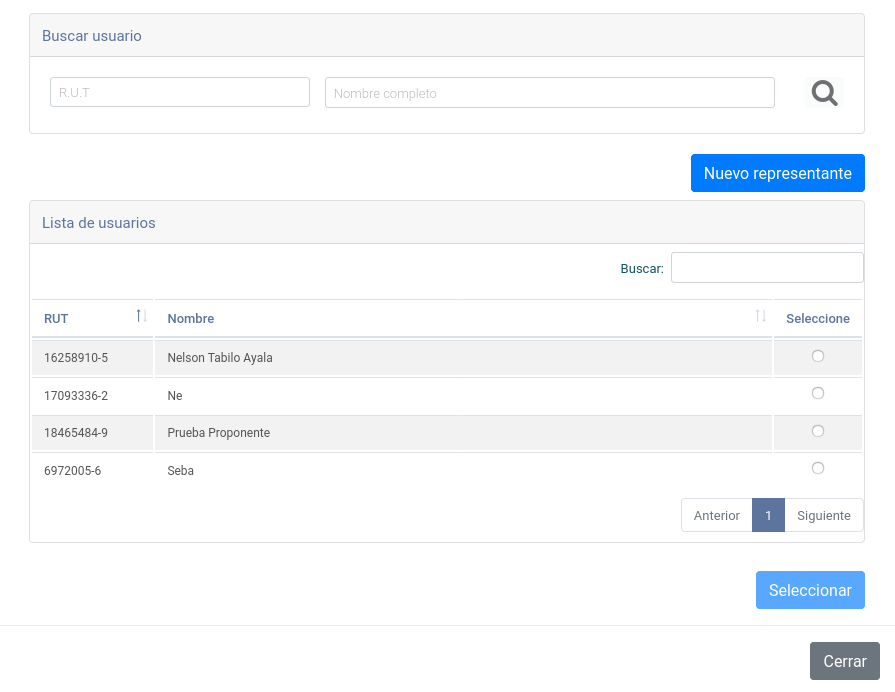 Buscar usuario
R.U.T
Nombre completo
Nuevo representante
Lista de usuarios
Buscar:
RUT Nombre Seleccione
16258910-5 Nelson Tabilo Ayala
17093336-2 Ne
18465484-9 Prueba Proponente
6972005-6 Seba
Anterior 1 Siguiente
Seleccionar
Cerrar